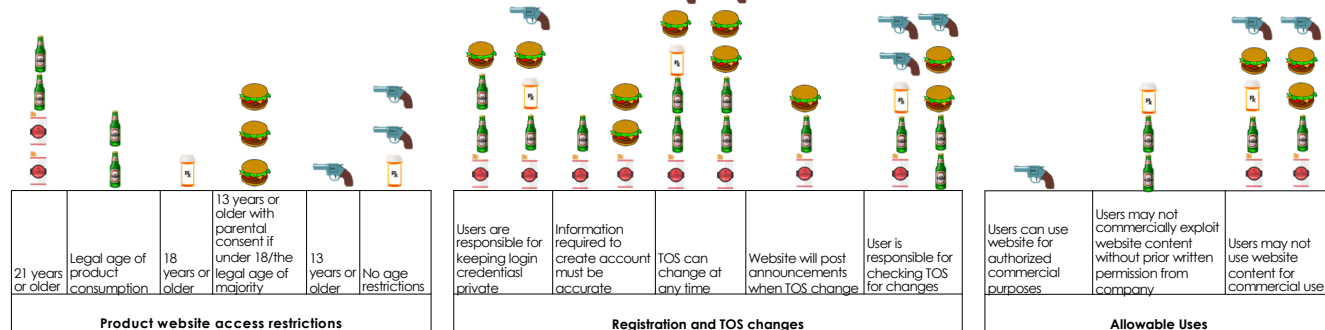 21 years
or older
Legal age of
product
consumption
18
years or
older
13 years or
older with
parental
consent if
under 18/the
legal age of
majority
13
years or
older
No age
restrictions
Product website access restrictions
Users are
responsible for
keeping login
credentiasl
private
Information
required to
create account
must be
accurate
TOS can
change at
any time
Website will post
announcements
when TOS change
User is
responsible for
checking TOS
for changes
Registration and TOS changes
Users can use
website for
authorized
commercial
purposes
Users may not
commercially exploit
website content
without prior written
permission from
company
Users may not
use website
content for
commercial use
Allowable Uses